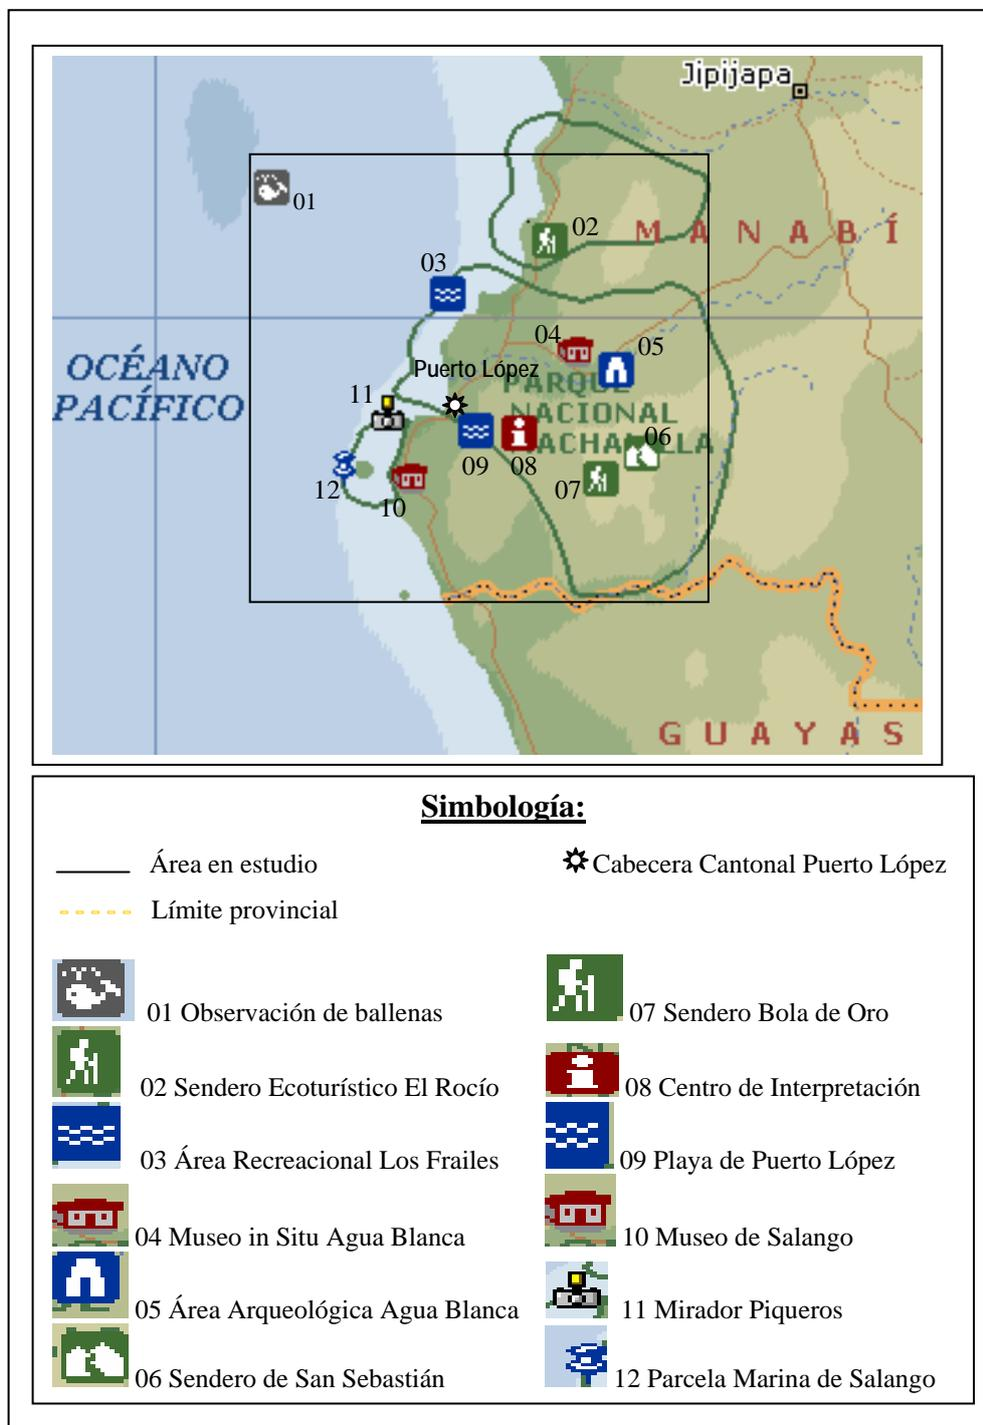 Jipijapa
01
02
MANABÍ
03
04
05
OCÉANO
PACÍFICO
Puerto López
11
PARQUE
NACIONAL
MACHALILLA
06
09
08
07
12
10
GUAYAS
Simbología:
Área en estudio
Cabecera Cantonal Puerto López
Límite provincial
01 Observación de ballenas
07 Sendero Bola de Oro
02 Sendero Ecoturístico El Rocío
08 Centro de Interpretación
03 Área Recreacional Los Frailes
09 Playa de Puerto López
04 Museo in Situ Agua Blanca
10 Museo de Salango
05 Área Arqueológica Agua Blanca
11 Mirador Piqueros
06 Sendero de San Sebastián
12 Parcela Marina de Salango